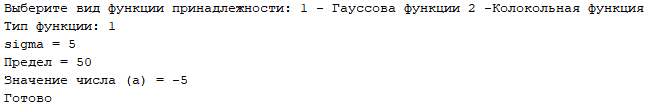 Выберите вид функции принадлежности: 1 - Гауссова функции 2 -Колокольная функция
Тип функции: 1
sigma = 5
Предел = 50
Значение числа (a) = -5
Готово